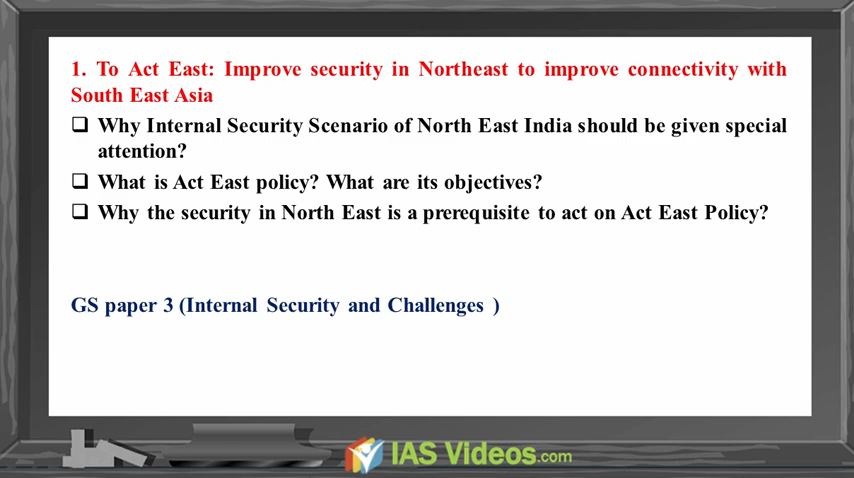 1. To Act East: Improve security in Northeast to improve connectivity with
South East Asia
Why Internal Security Scenario of North East India should be given special
attention?
What is Act East policy? What are its objectives?
Why the security in North East is a prerequisite to act on Act East Policy?
GS paper 3 (Internal Security and Challenges )
IAS Videos.com